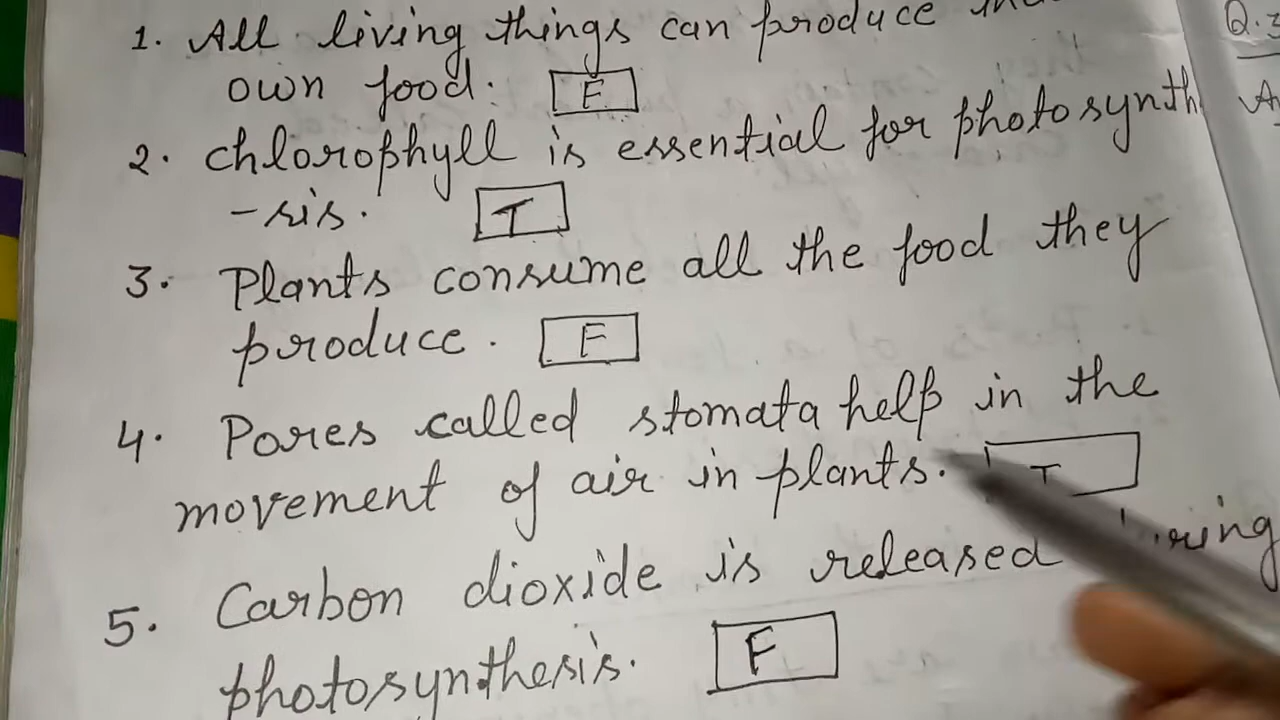 1. All living things can produce
own food. F
2. chlorophyll is essential for photosynth
-sis. T
3. Plants consume all the food they
produce. F
4. Pores called stomata help in the
movement of air in plants. T
5. Carbon dioxide is released
photosynthesis. F
Q.3
A